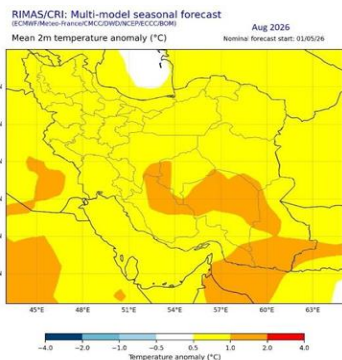 RIMAS/CRI: Multi-model seasonal forecast
(ECMWF/Meteo-France/CMCC/DWD/NCEP/ECCC/BOM)
Aug 2026
Mean 2m temperature anomaly (°C)
Nominal forecast start: 01/05/26
N
N
N
N
N
45°E 48°E 51°E 54°E 57°E 60°E 63°E
-4.0 -2.0 -1.0 -0.5 0.5 1.0 2.0 4.0
Temperature anomaly (°C)